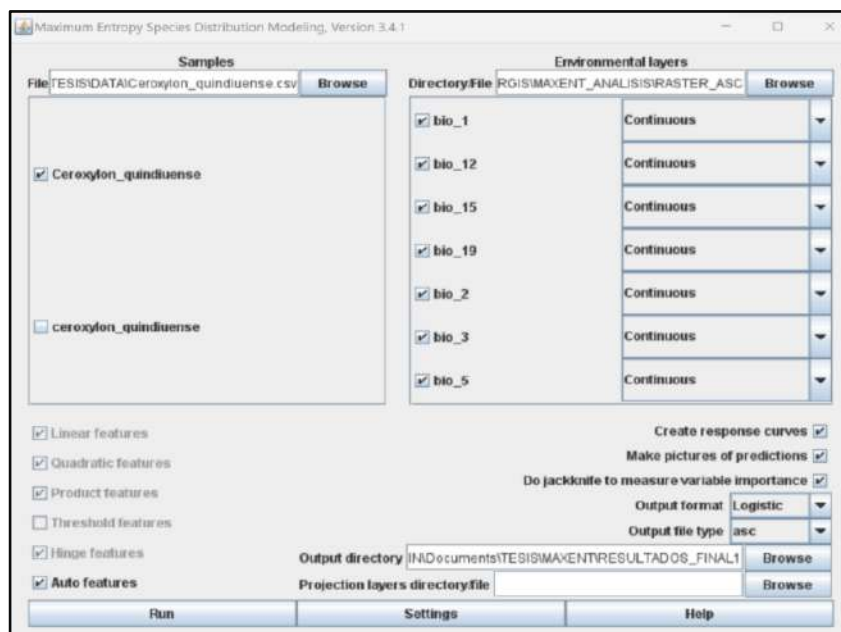 Maximum Entropy Species Distribution Modeling, Version 3.4.1
Samples
File TESIS\DATA\Ceroxylon_quindiuense.csv Browse
Ceroxylon_quindiuense
ceroxylon_quindiuense
Environmental layers
Directory/File RGIS\MAXENT_ANALISIS\RASTER_ASC Browse
bio_1 Continuous
bio_12 Continuous
bio_15 Continuous
bio_19 Continuous
bio_2 Continuous
bio_3 Continuous
bio_5 Continuous
Linear features
Quadratic features
Product features
Threshold features
Hinge features
Auto features
Create response curves
Make pictures of predictions
Do jackknife to measure variable importance
Output format Logistic
Output file type asc
Output directory IN\Documents\TESIS\MAXENT\RESULTADOS_FINAL1 Browse
Projection layers directory/file Browse
Run Settings Help